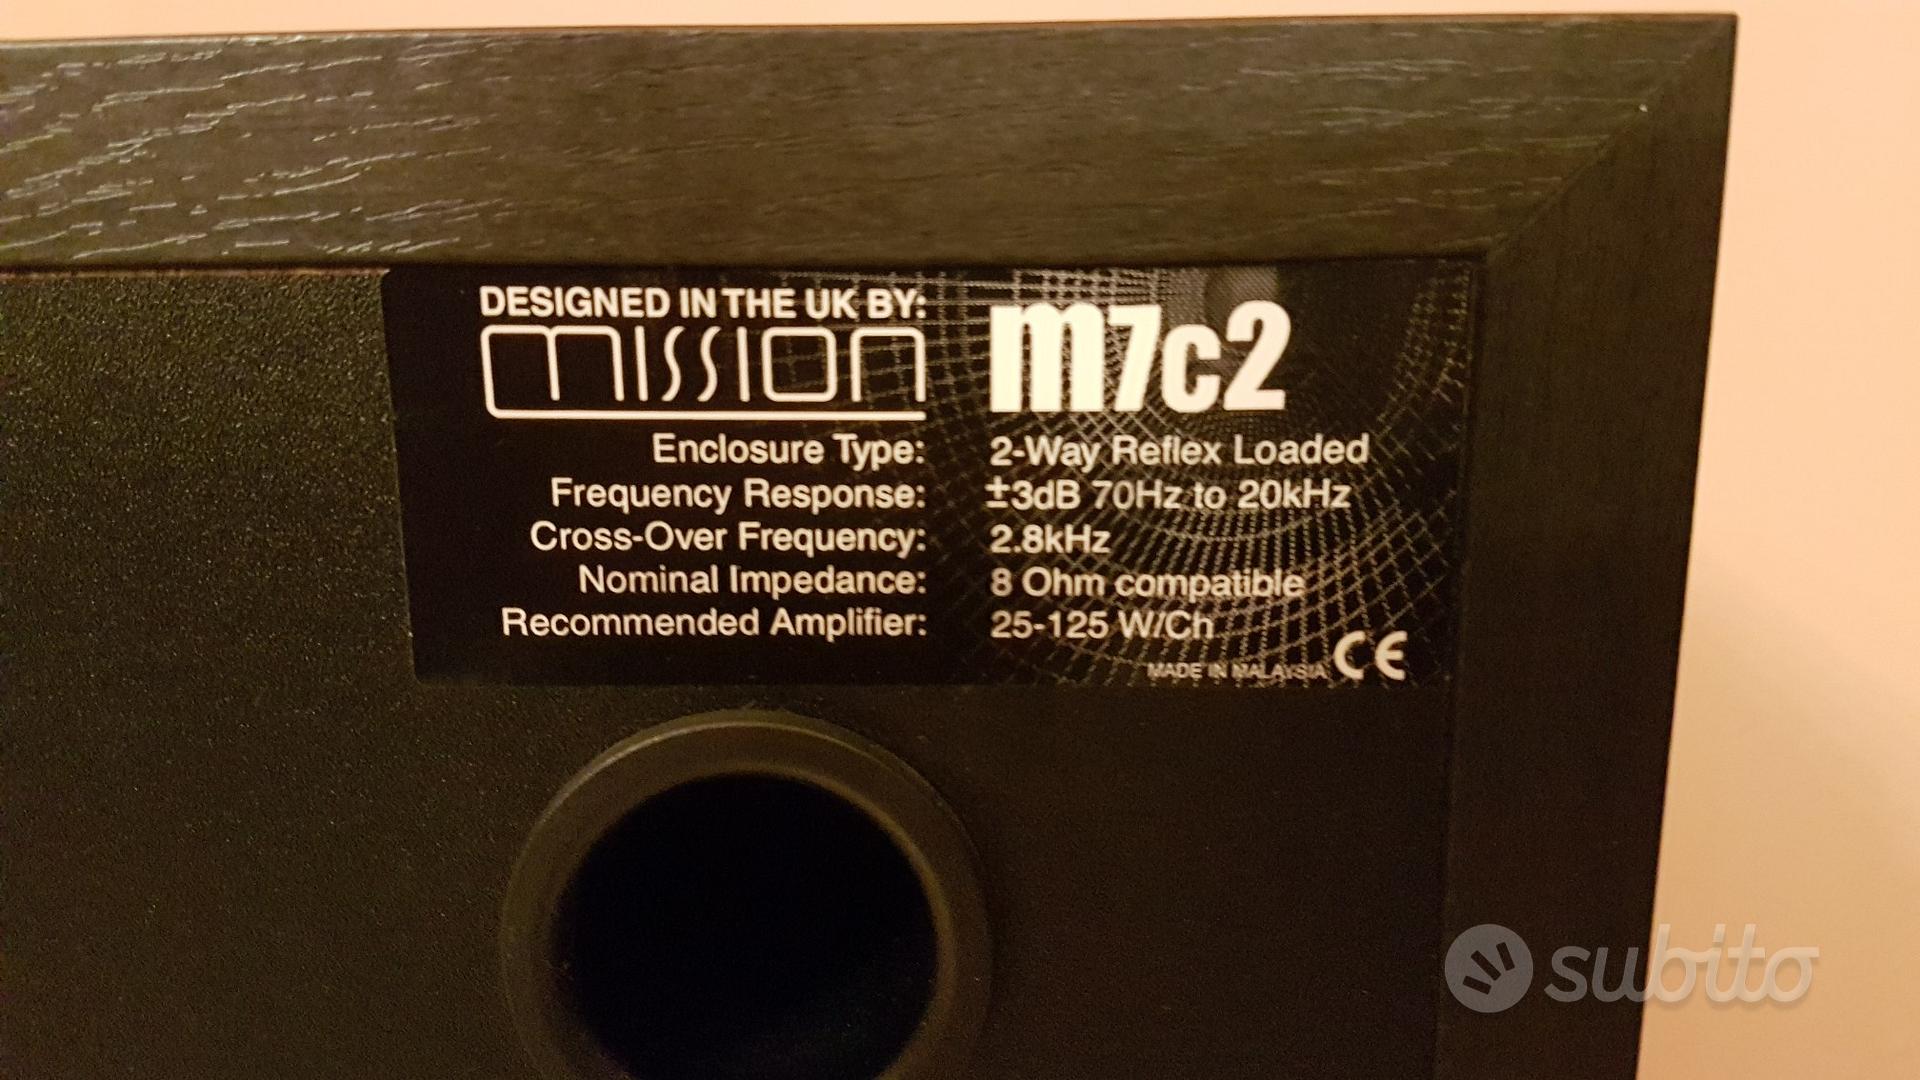 DESIGNED IN THE UK BY:
mission m7c2
Enclosure Type: 2-Way Reflex Loaded
Frequency Response: ±3dB 70Hz to 20kHz
Cross-Over Frequency: 2.8kHz
Nominal Impedance: 8 Ohm compatible
Recommended Amplifier: 25-125 W/Ch
MADE IN MALAYSIA CE
subito